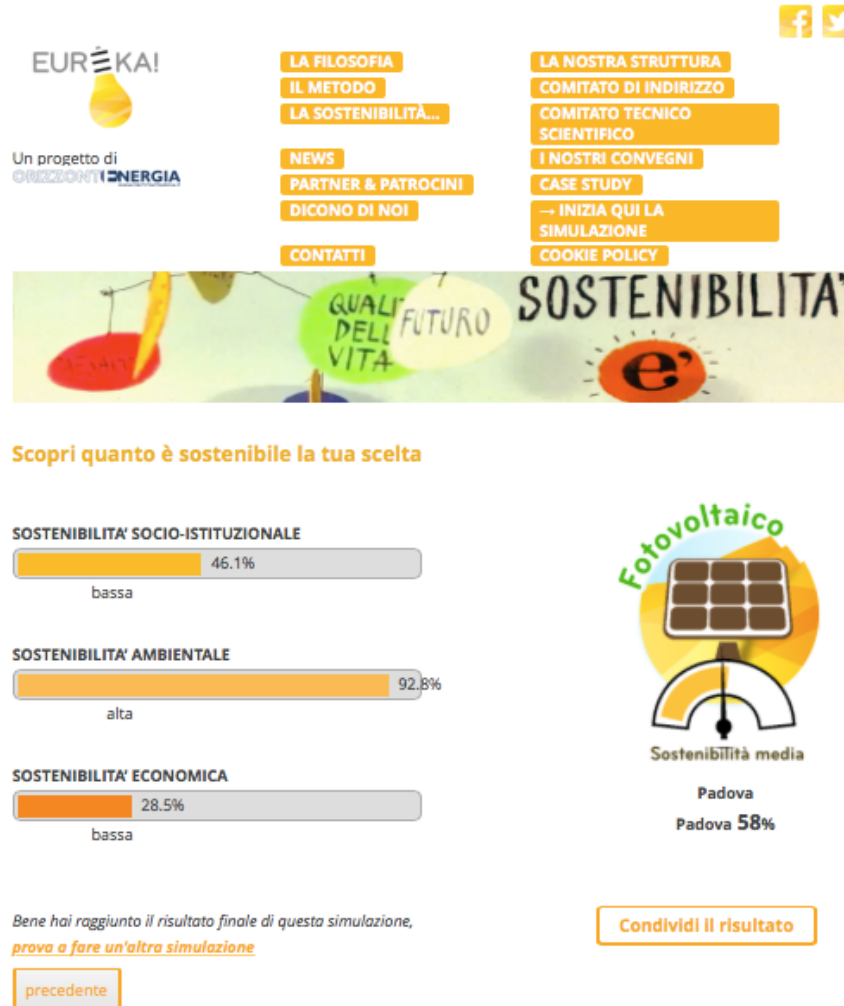 EURÈKA!
Un progetto di
ORIZZONTIENERGIA
LA FILOSOFIA
IL METODO
LA SOSTENIBILITÀ...
NEWS
PARTNER & PATROCINI
DICONO DI NOI
CONTATTI
LA NOSTRA STRUTTURA
COMITATO DI INDIRIZZO
COMITATO TECNICO
SCIENTIFICO
I NOSTRI CONVEGNI
CASE STUDY
→ INIZIA QUI LA
SIMULAZIONE
COOKIE POLICY
QUALIT
DELL
VITA
FUTURO
SOSTENIBILITA'
e'
Scopri quanto è sostenibile la tua scelta
SOSTENIBILITA' SOCIO-ISTITUZIONALE
46.1%
bassa
SOSTENIBILITA' AMBIENTALE
92.8%
alta
SOSTENIBILITA' ECONOMICA
28.5%
bassa
Fotovoltaico
Sostenibilità media
Padova
Padova 58%
Bene hai raggiunto il risultato finale di questa simulazione,
prova a fare un'altra simulazione
Condividi il risultato
precedente